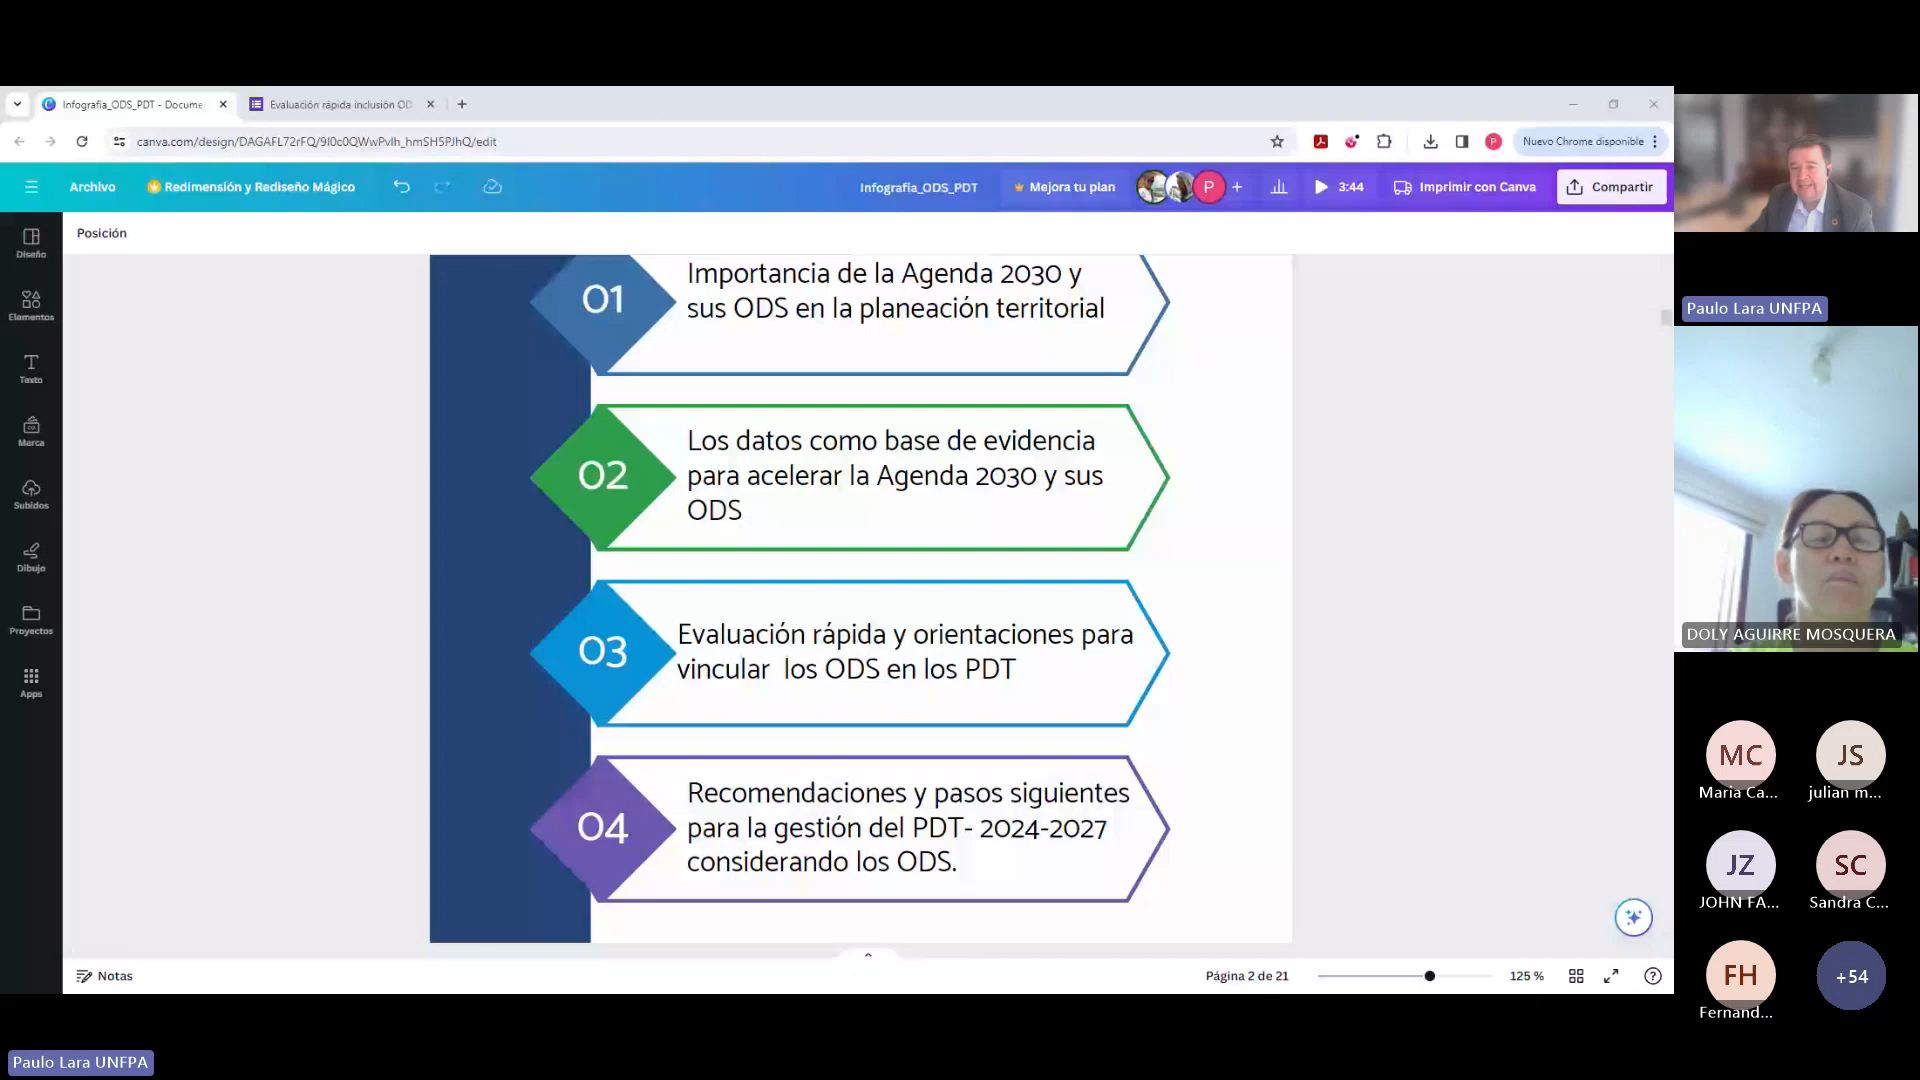 Infografia_ODS_PDT - Docume
Evaluación rápida inclusión OD
canva.com/design/DAGAFL72rFQ/9I0c0QWwPvIh_hmSH5PJhQ/edit
Nuevo Chrome disponible
Archivo
Redimensión y Rediseño Mágico
Infografia_ODS_PDT
Mejora tu plan
P
3:44
Imprimir con Canva
Compartir
Posición
Diseño
Elementos
Texto
Marca
Subidos
Dibujo
Proyectos
Apps
01
Importancia de la Agenda 2030 y
sus ODS en la planeación territorial
02
Los datos como base de evidencia
para acelerar la Agenda 2030 y sus
ODS
03
Evaluación rápida y orientaciones para
vincular los ODS en los PDT
04
Recomendaciones y pasos siguientes
para la gestión del PDT- 2024-2027
considerando los ODS.
Notas
Página 2 de 21
125 %
Paulo Lara UNFPA
DOLY AGUIRRE MOSQUERA
MC
Maria Ca...
JS
julian m...
JZ
JOHN FA...
SC
Sandra C...
FH
Fernand...
+54
Paulo Lara UNFPA